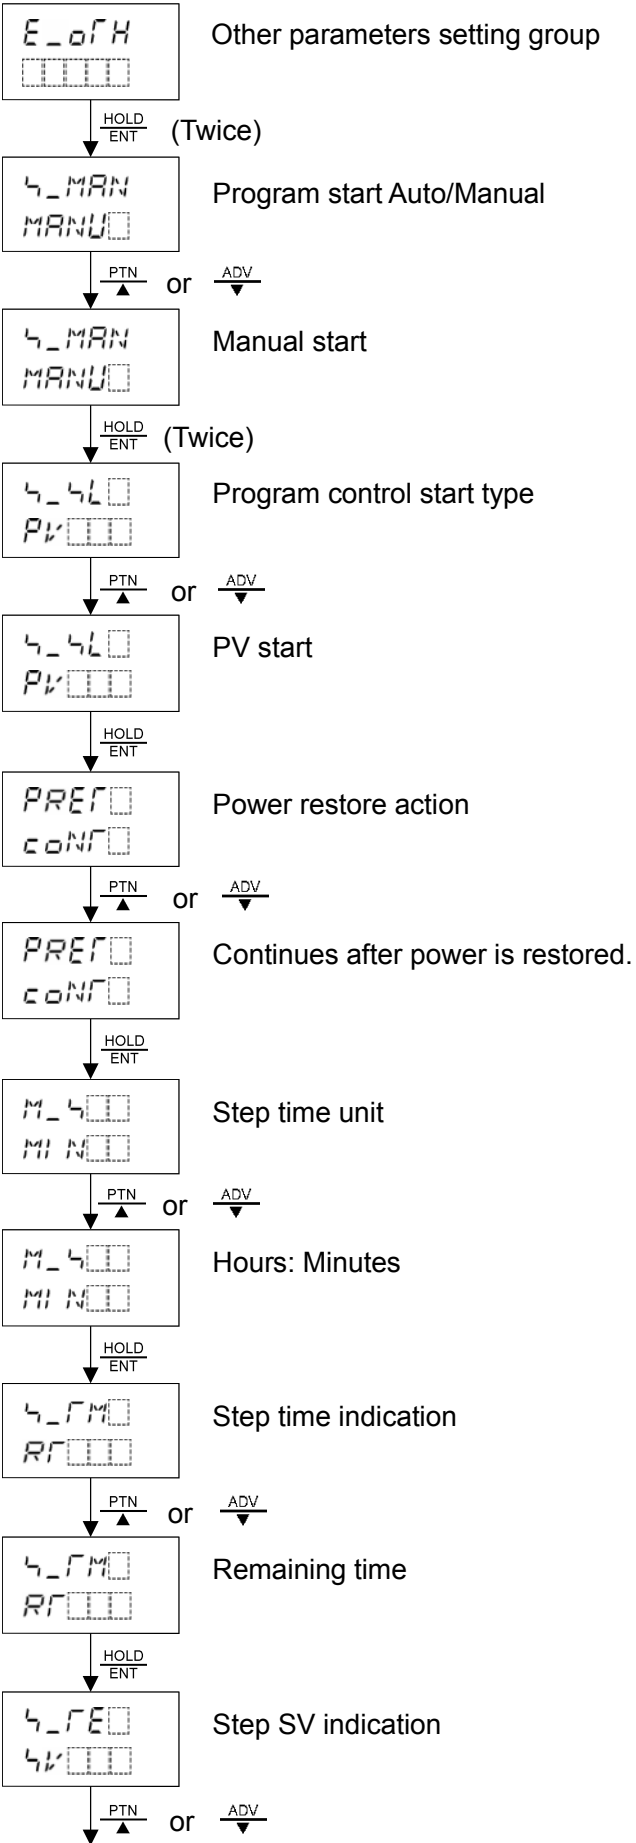 E_oTH Other parameters setting group
HOLD
ENT (Twice)
S_MAN Program start Auto/Manual
MANU
PTN or ADV
S_MAN Manual start
MANU
HOLD
ENT (Twice)
S_SL Program control start type
PV
PTN or ADV
S_SL PV start
PV
HOLD
ENT
PRET Power restore action
coNT
PTN or ADV
PRET Continues after power is restored.
coNT
HOLD
ENT
M_S Step time unit
MIN
PTN or ADV
M_S Hours: Minutes
MIN
HOLD
ENT
S_TM Step time indication
RT
PTN or ADV
S_TM Remaining time
RT
HOLD
ENT
S_TE Step SV indication
SV
PTN or ADV